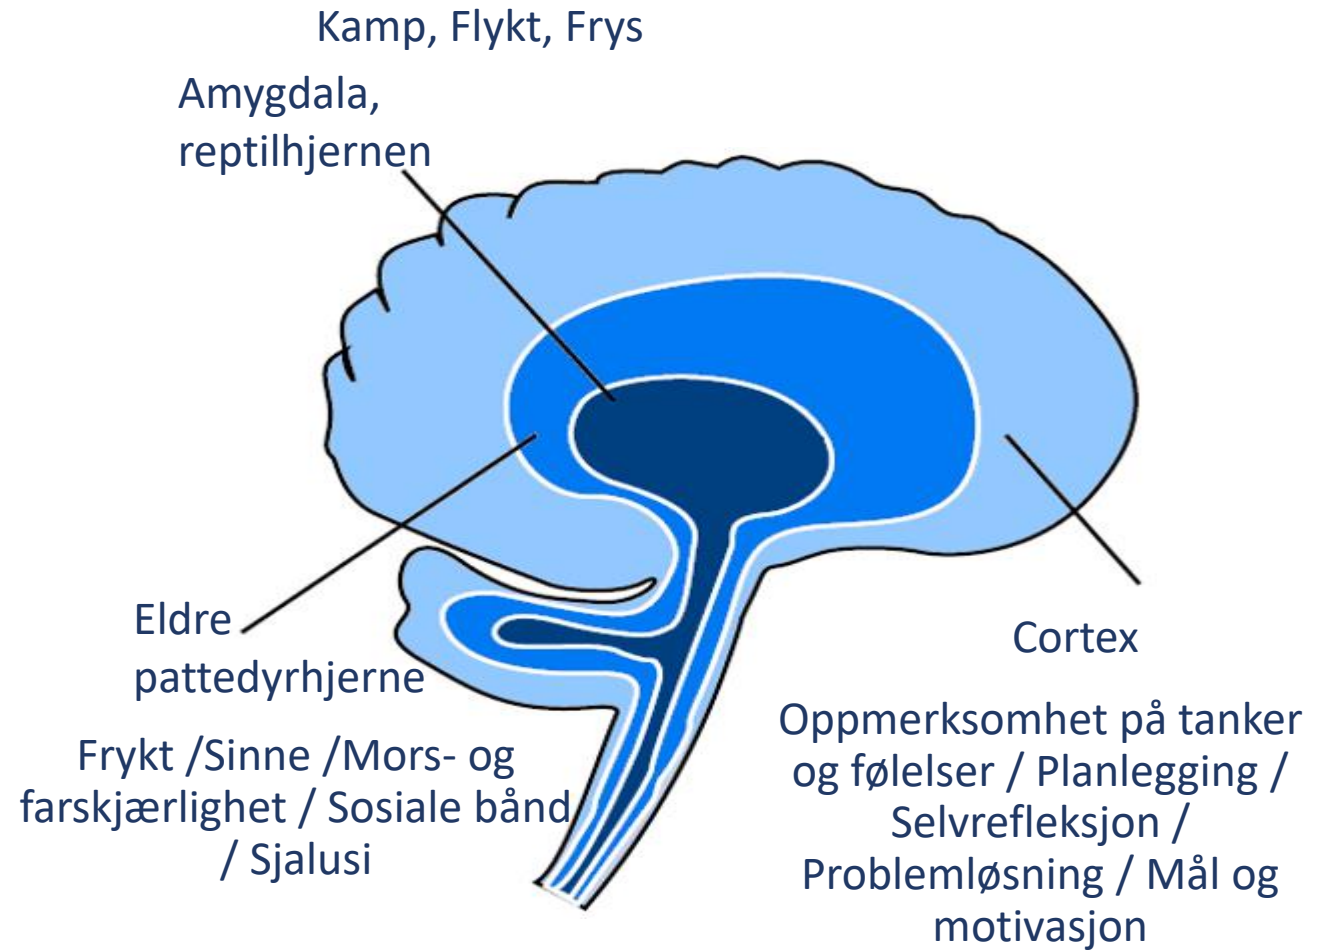 Kamp, Flykt, Frys
Amygdala,
reptilhjernen
Eldre
pattedyrhjerne
Frykt /Sinne /Mors- og
farskjærlighet / Sosiale bånd
/ Sjalusi
Cortex
Oppmerksomhet på tanker
og følelser / Planlegging /
Selvrefleksjon /
Problemløsning / Mål og
motivasjon